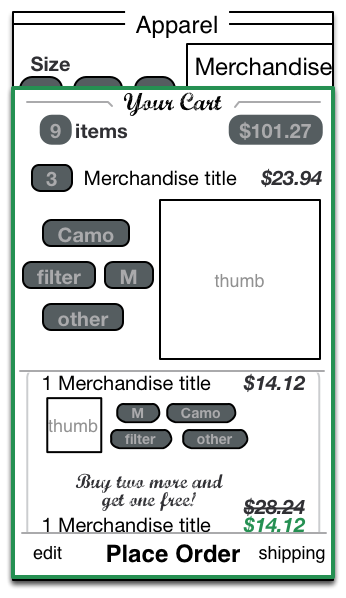 Apparel
Size
Merchandise
Your Cart
9 items $101.27
3 Merchandise title $23.94
Camo
filter M
other
thumb
1 Merchandise title $14.12
thumb
M Camo
filter other
Buy two more and
get one free!
$28.24
1 Merchandise title $14.12
edit Place Order shipping